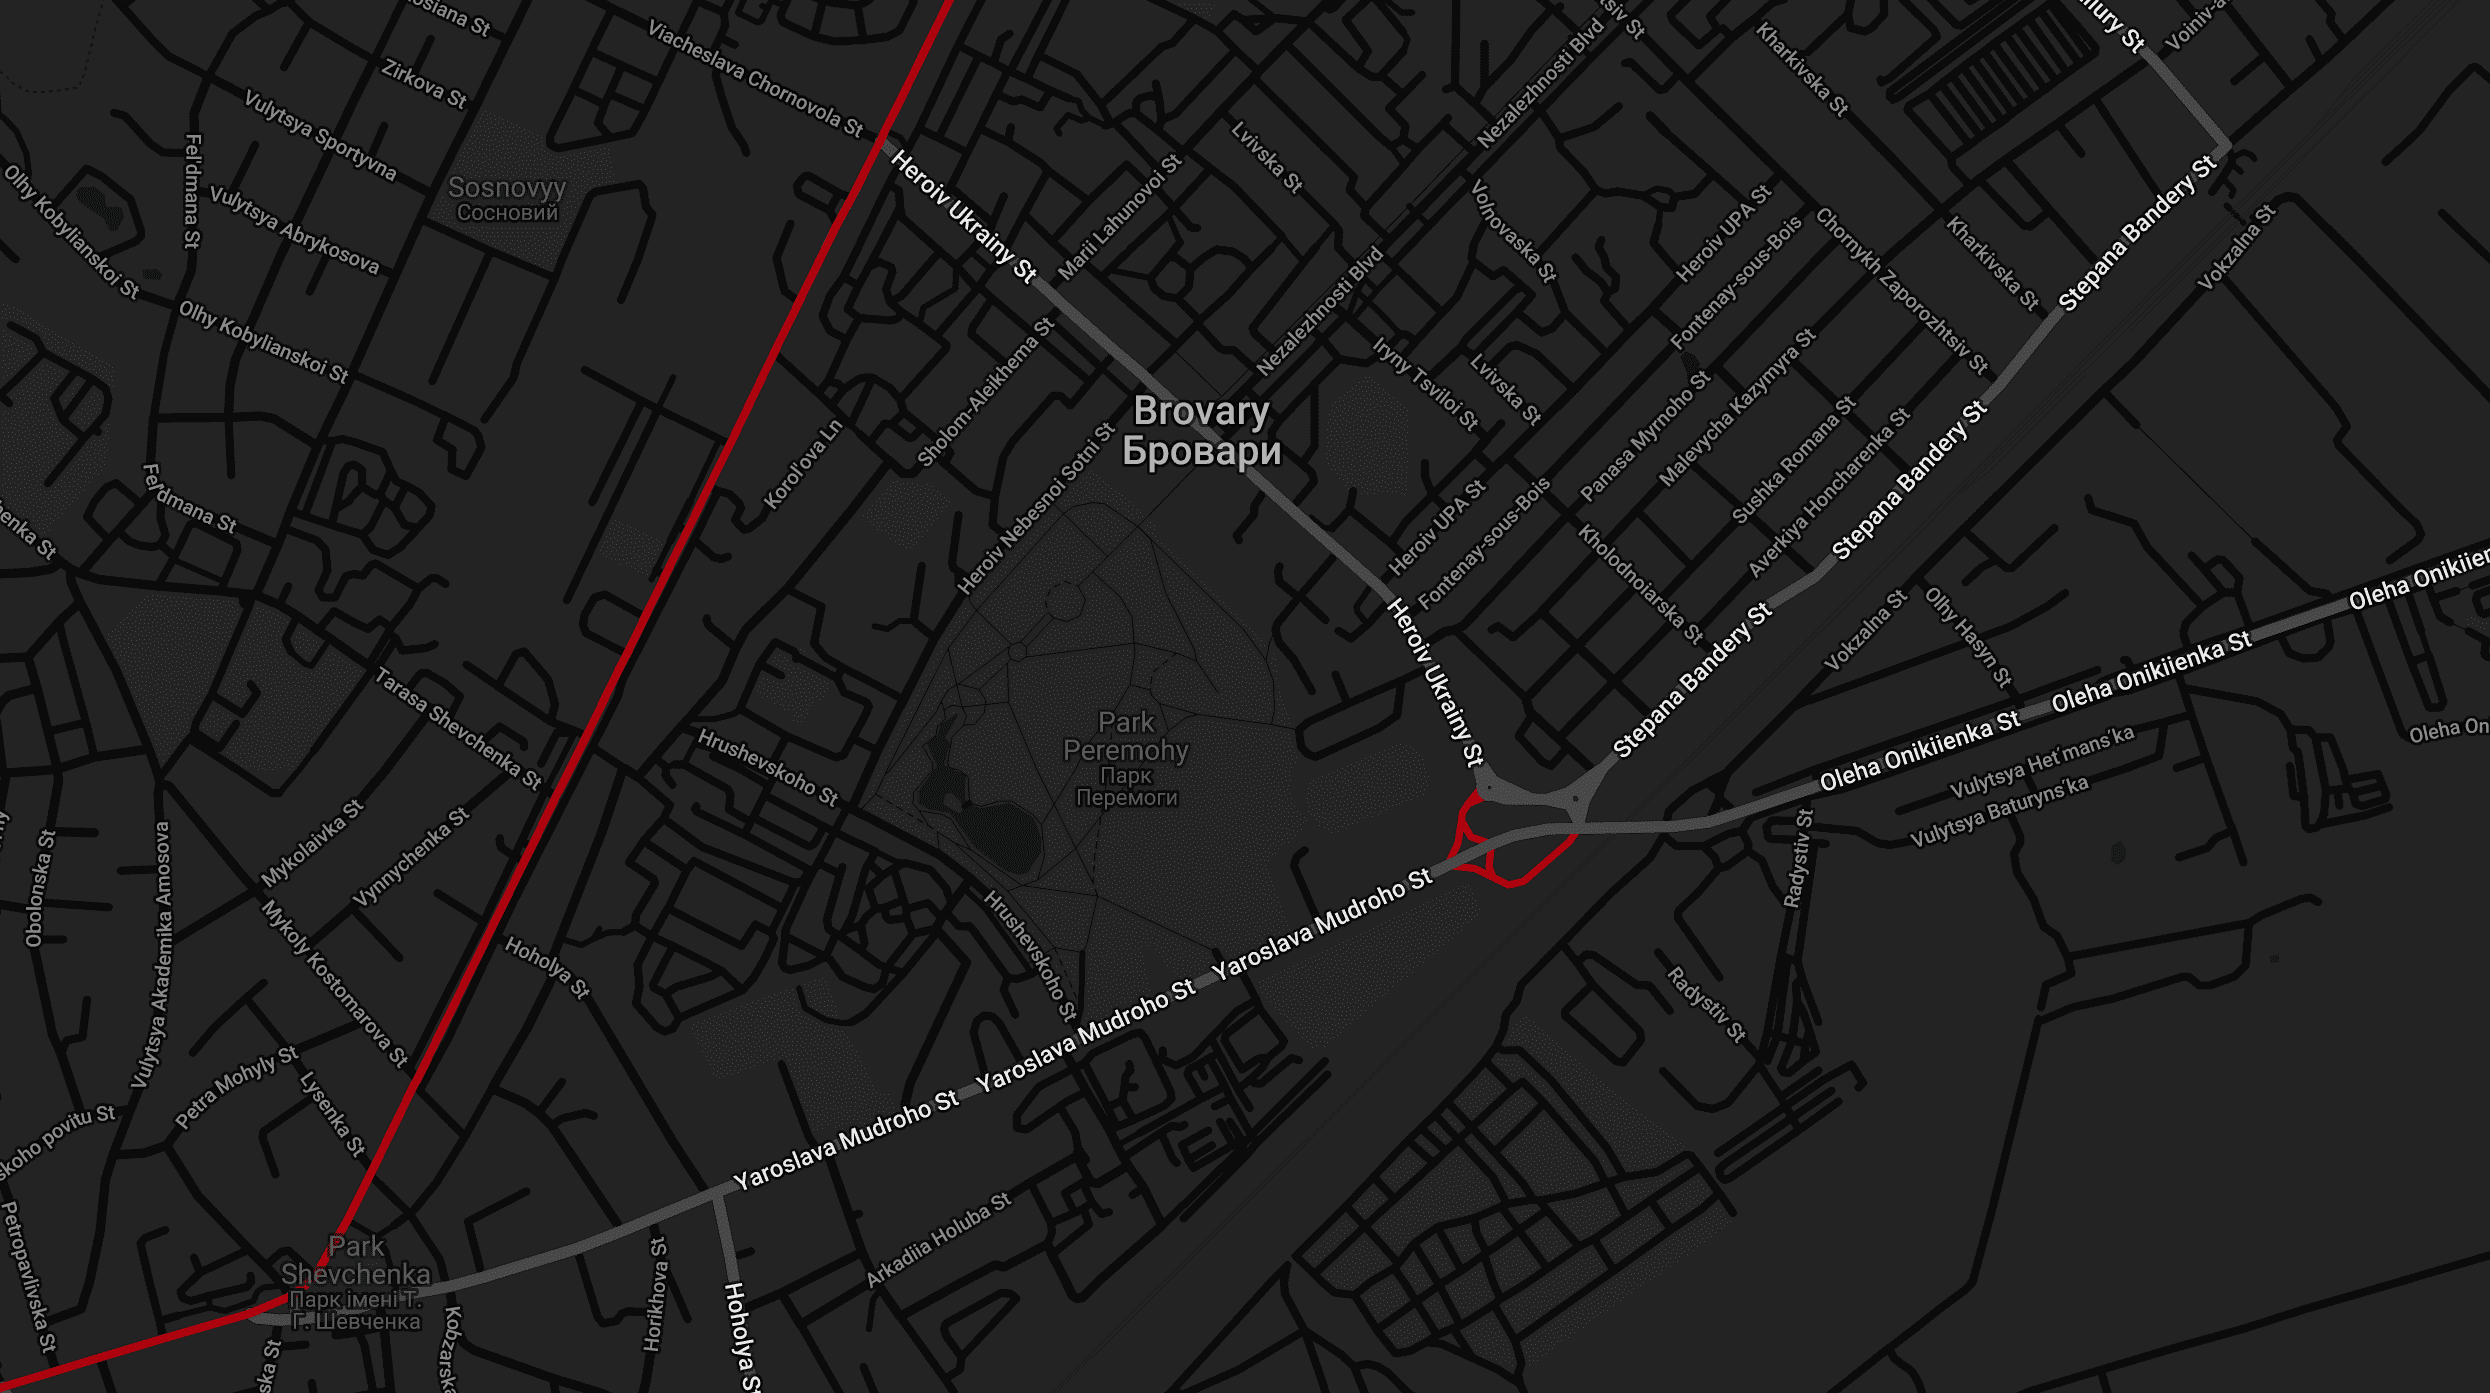 Zirkova St
Viacheslava Chornovola St
Vulytsya Sportyvna
Fel'dmana St
Olhy Kobylianskoi St
Vulytsya Abrykosova
Sosnovyy
Сосновий
Olhy Kobylianskoi St
Heroiv Ukrainy St
Marii Lahunovoi St
Lvivska St
Nezalezhnosti Blvd
Kharkivska St
Volnovaska St
Heroiv UPA St
Fontenay-sous-Bois
Chornykh Zaporozhtsiv St
Kharkivska St
Stepana Bandery St
Vokzalna St
Nezalezhnosti Blvd
Sholom-Aleikhema St
Iryny Tsviloi St
Lvivska St
Panasa Myrnoho St
Malevycha Kazymyra St
Sushka Romana St
Averkiya Honcharenka St
Stepana Bandery St
Brovary
Бровари
Korol'ova Ln
Heroiv Nebesnoi Sotni St
Fel'dmana St
Heroiv UPA St
Fontenay-sous-Bois
Kholodnoiarska St
Heroiv Ukrainy St
Stepana Bandery St
Vokzalna St
Olhy Hasyn St
Oleha Onikiienka St
Oleha Onikiienka St
Tarasa Shevchenka St
Hrushevskoho St
Park
Peremohy
Парк
Перемоги
Vulytsya Het'mans'ka
Vulytsya Baturyns'ka
Radystiv St
Mykolaivka St
Vynnychenka St
Obolonska St
Vulytsya Akademika Amosova
Mykoly Kostomarova St
Hoholya St
Hrushevskoho St
Yaroslava Mudroho St
Yaroslava Mudroho St
Yaroslava Mudroho St
Yaroslava Mudroho St
Radystiv St
Petra Mohyly St
Lysenka St
Arkadiia Holuba St
Petropavlivska St
Park
Shevchenka
Парк імені Т.
Г. Шевченка
Horikhova St
Hoholya St